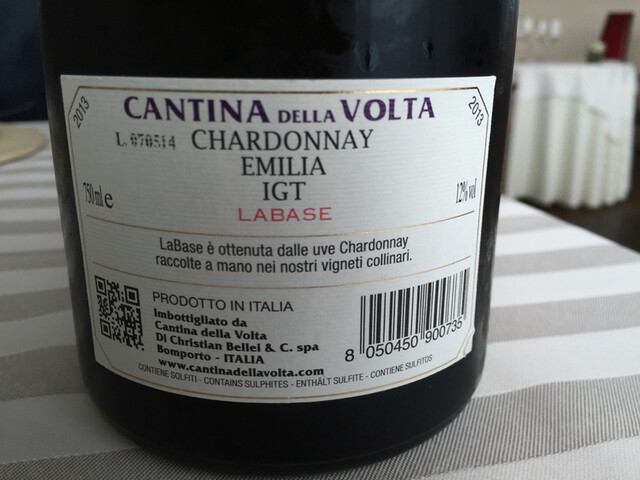 2013
2013
CANTINA DELLA VOLTA
L. 070514
CHARDONNAY
EMILIA
IGT
750 ml e
12% vol
LABASE
LaBase è ottenuta dalle uve Chardonnay
raccolte a mano nei nostri vigneti collinari.
PRODOTTO IN ITALIA
Imbottigliato da
Cantina della Volta
Di Christian Bellei & C. spa
Bomporto - ITALIA
www.cantinadellavolta.com
8 050450 900735
CONTIENE SOLFITI - CONTAINS SULPHITES - ENTHÄLT SULFITE - CONTIENE SULFITOS